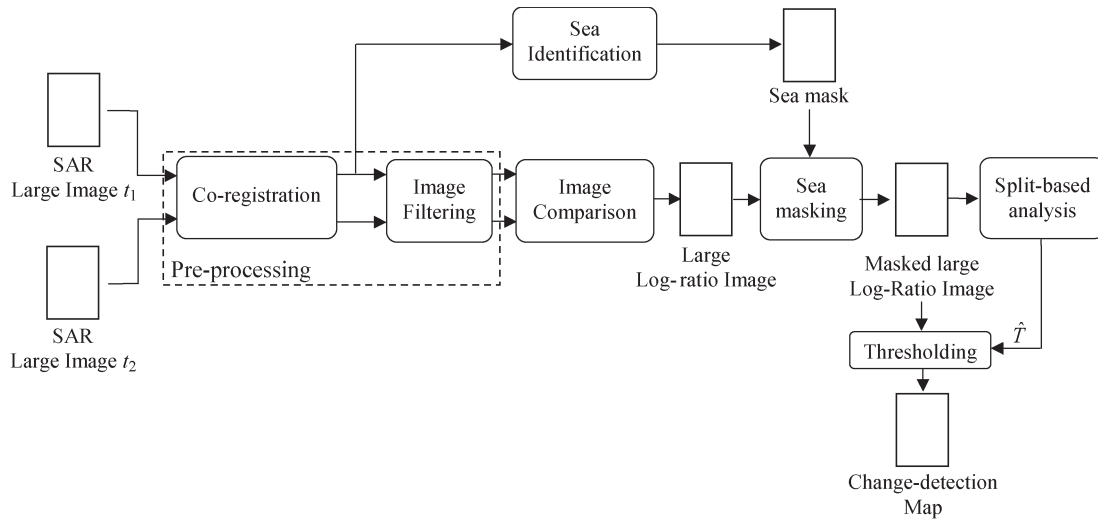 Sea
Identification
Sea mask
SAR
Large Image t1
Co-registration
Image
Filtering
Pre-processing
Image
Comparison
Large
Log-ratio Image
Sea
masking
Masked large
Log-Ratio Image
Split-based
analysis
SAR
Large Image t2
T̂
Thresholding
Change-detection
Map